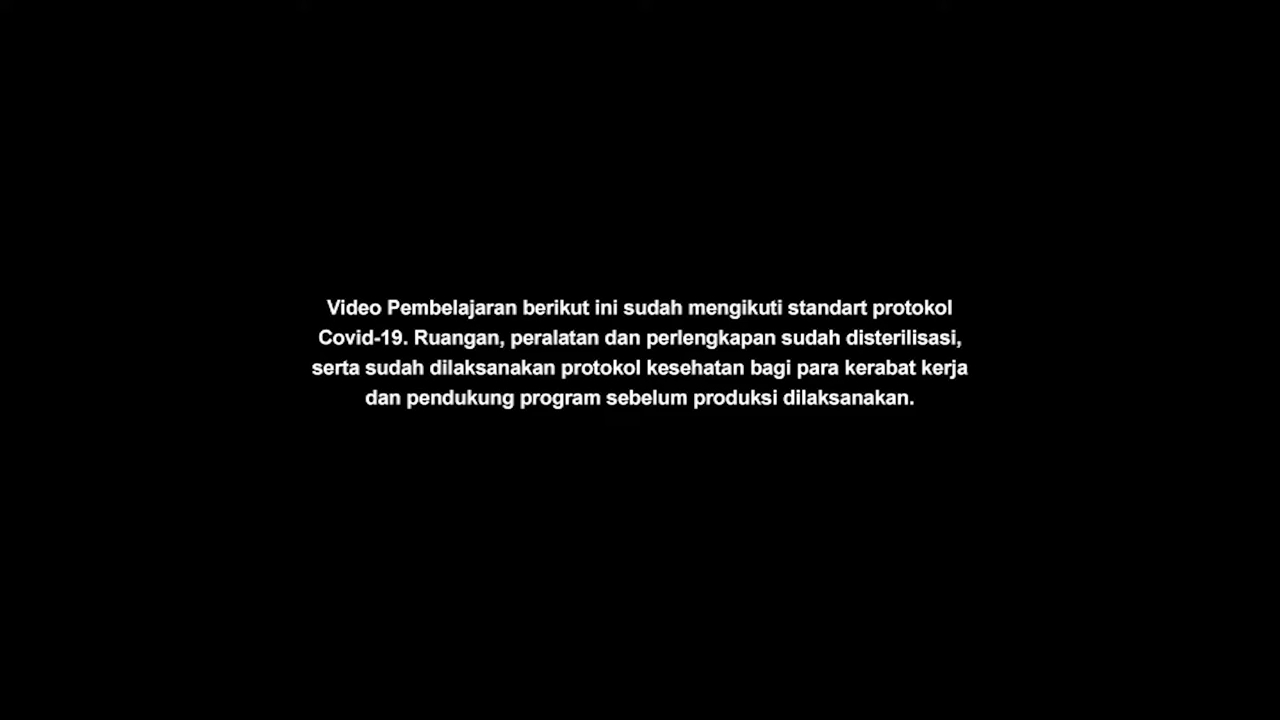 Video Pembelajaran berikut ini sudah mengikuti standart protokol
Covid-19. Ruangan, peralatan dan perlengkapan sudah disterilisasi,
serta sudah dilaksanakan protokol kesehatan bagi para kerabat kerja
dan pendukung program sebelum produksi dilaksanakan.